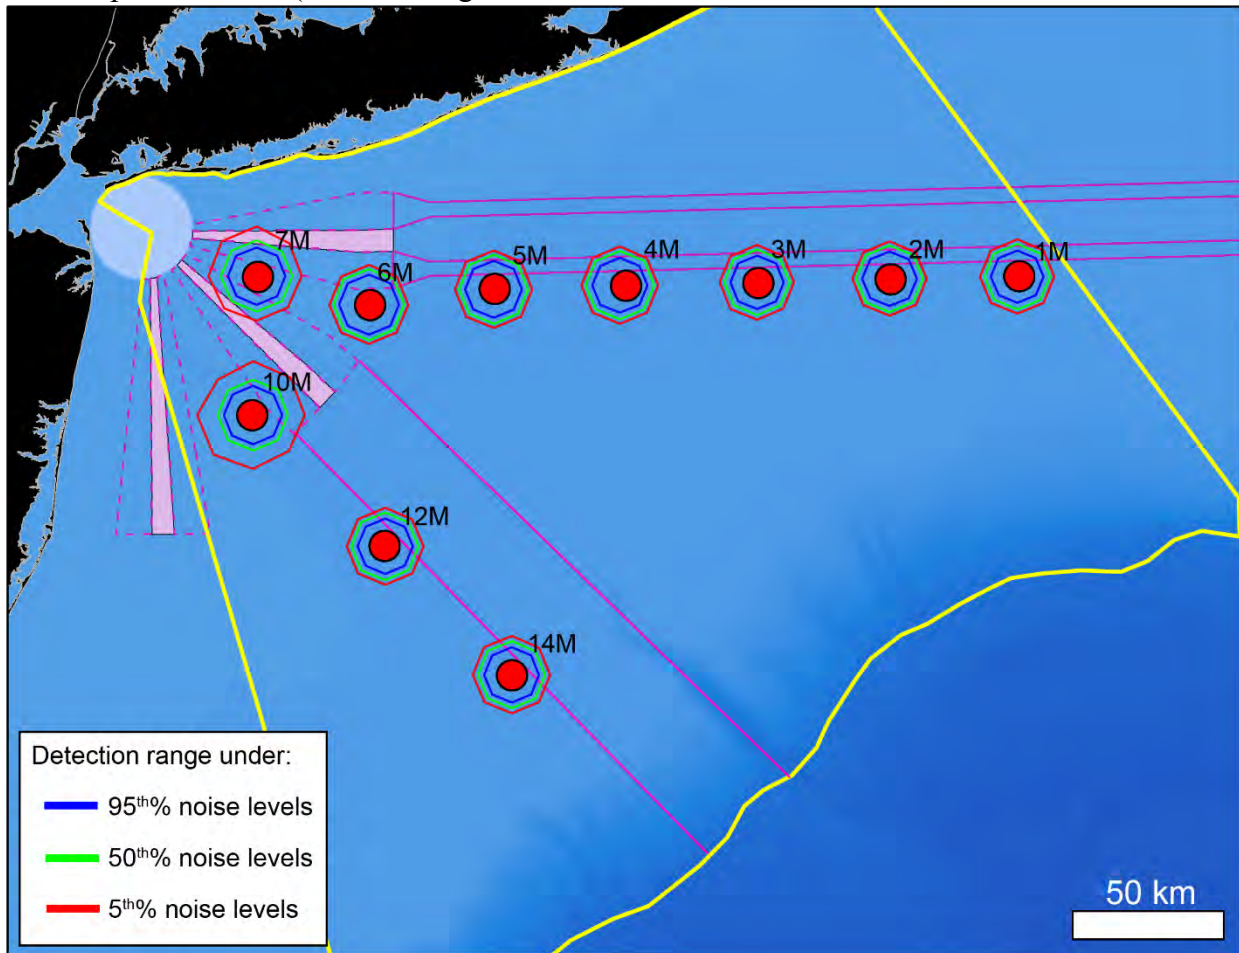 7M
6M
5M
4M
3M
2M
1M
10M
12M
14M
Detection range under:
95th% noise levels
50th% noise levels
5th% noise levels
50 km